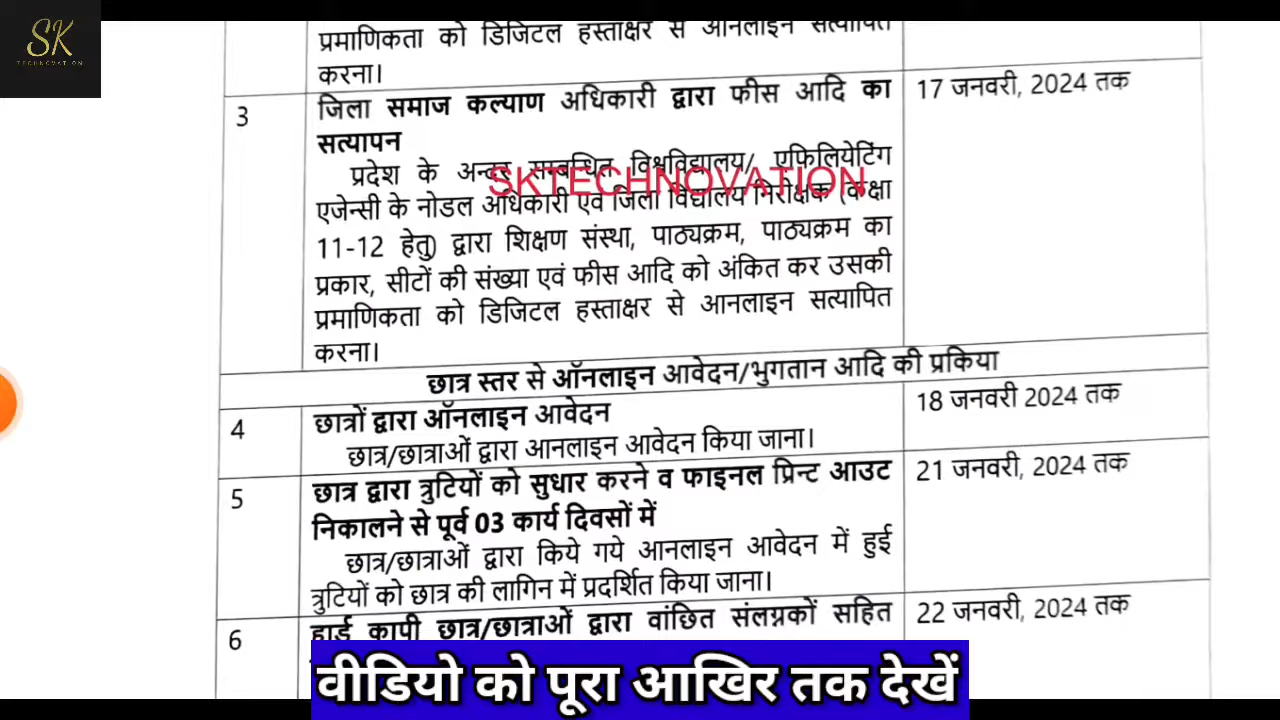 SK
TECHNOVATION
प्रमाणिकता को डिजिटल हस्ताक्षर से ऑनलाइन सत्यापित
करना।
3
जिला समाज कल्याण अधिकारी द्वारा फीस आदि का
17 जनवरी, 2024 तक
सत्यापन
प्रदेश के अन्दर सम्बन्धित विश्वविद्यालय/ एफिलियेटिंग
SKTECHNOVATION
एजेन्सी के नोडल अधिकारी एवं जिला विद्यालय निरीक्षक (कक्षा
11-12 हेतु) द्वारा शिक्षण संस्था, पाठ्यक्रम, पाठ्यक्रम का
प्रकार, सीटों की संख्या एवं फीस आदि को अंकित कर उसकी
प्रमाणिकता को डिजिटल हस्ताक्षर से आनलाइन सत्यापित
करना।
छात्र स्तर से ऑनलाइन आवेदन/भुगतान आदि की प्रकिया
4
छात्रों द्वारा ऑनलाइन आवेदन
18 जनवरी 2024 तक
छात्र/छात्राओं द्वारा आनलाइन आवेदन किया जाना।
5
छात्र द्वारा त्रुटियों को सुधार करने व फाइनल प्रिन्ट आउट
21 जनवरी, 2024 तक
निकालने से पूर्व 03 कार्य दिवसों में
छात्र/छात्राओं द्वारा किये गये आनलाइन आवेदन में हुई
त्रुटियों को छात्र की लागिन में प्रदर्शित किया जाना।
6
हार्ड कापी छात्र/छात्राओं द्वारा वांछित संलग्नकों सहित
22 जनवरी, 2024 तक
वीडियो को पूरा आखिर तक देखें